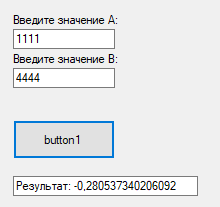 Введите значение A:
1111
Введите значение B:
4444
button1
Результат: -0,280537340206092